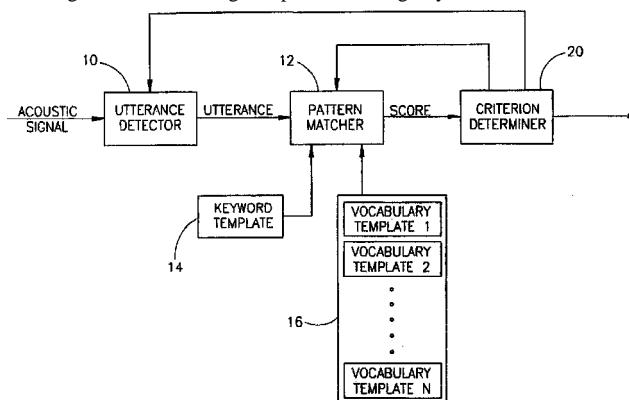 10
12
20
ACOUSTIC
SIGNAL
UTTERANCE
DETECTOR
UTTERANCE
PATTERN
MATCHER
SCORE
CRITERION
DETERMINER
KEYWORD
TEMPLATE
14
VOCABULARY
TEMPLATE 1
VOCABULARY
TEMPLATE 2
16
VOCABULARY
TEMPLATE N